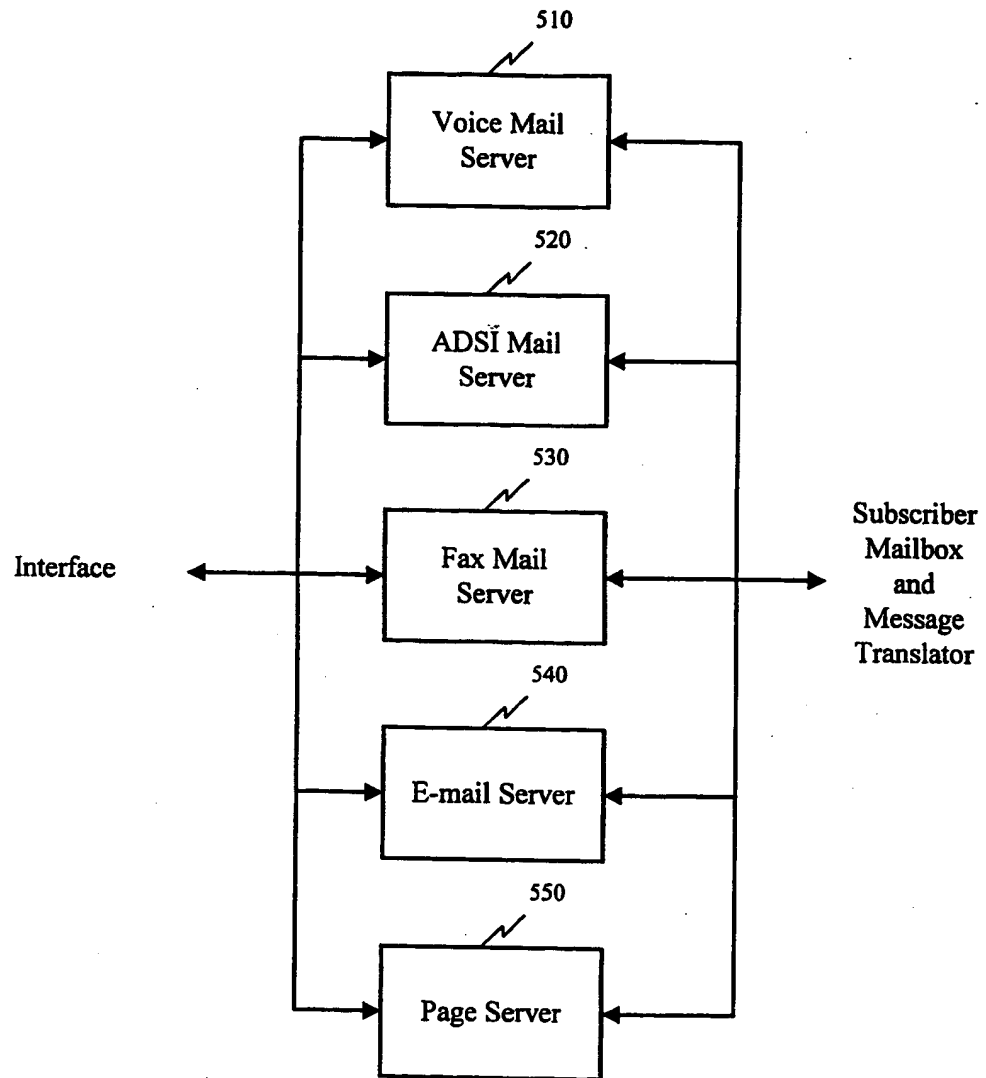 510
Voice Mail
Server
520
ADSI Mail
Server
530
Fax Mail
Server
Interface
Subscriber
Mailbox
and
Message
Translator
540
E-mail Server
550
Page Server